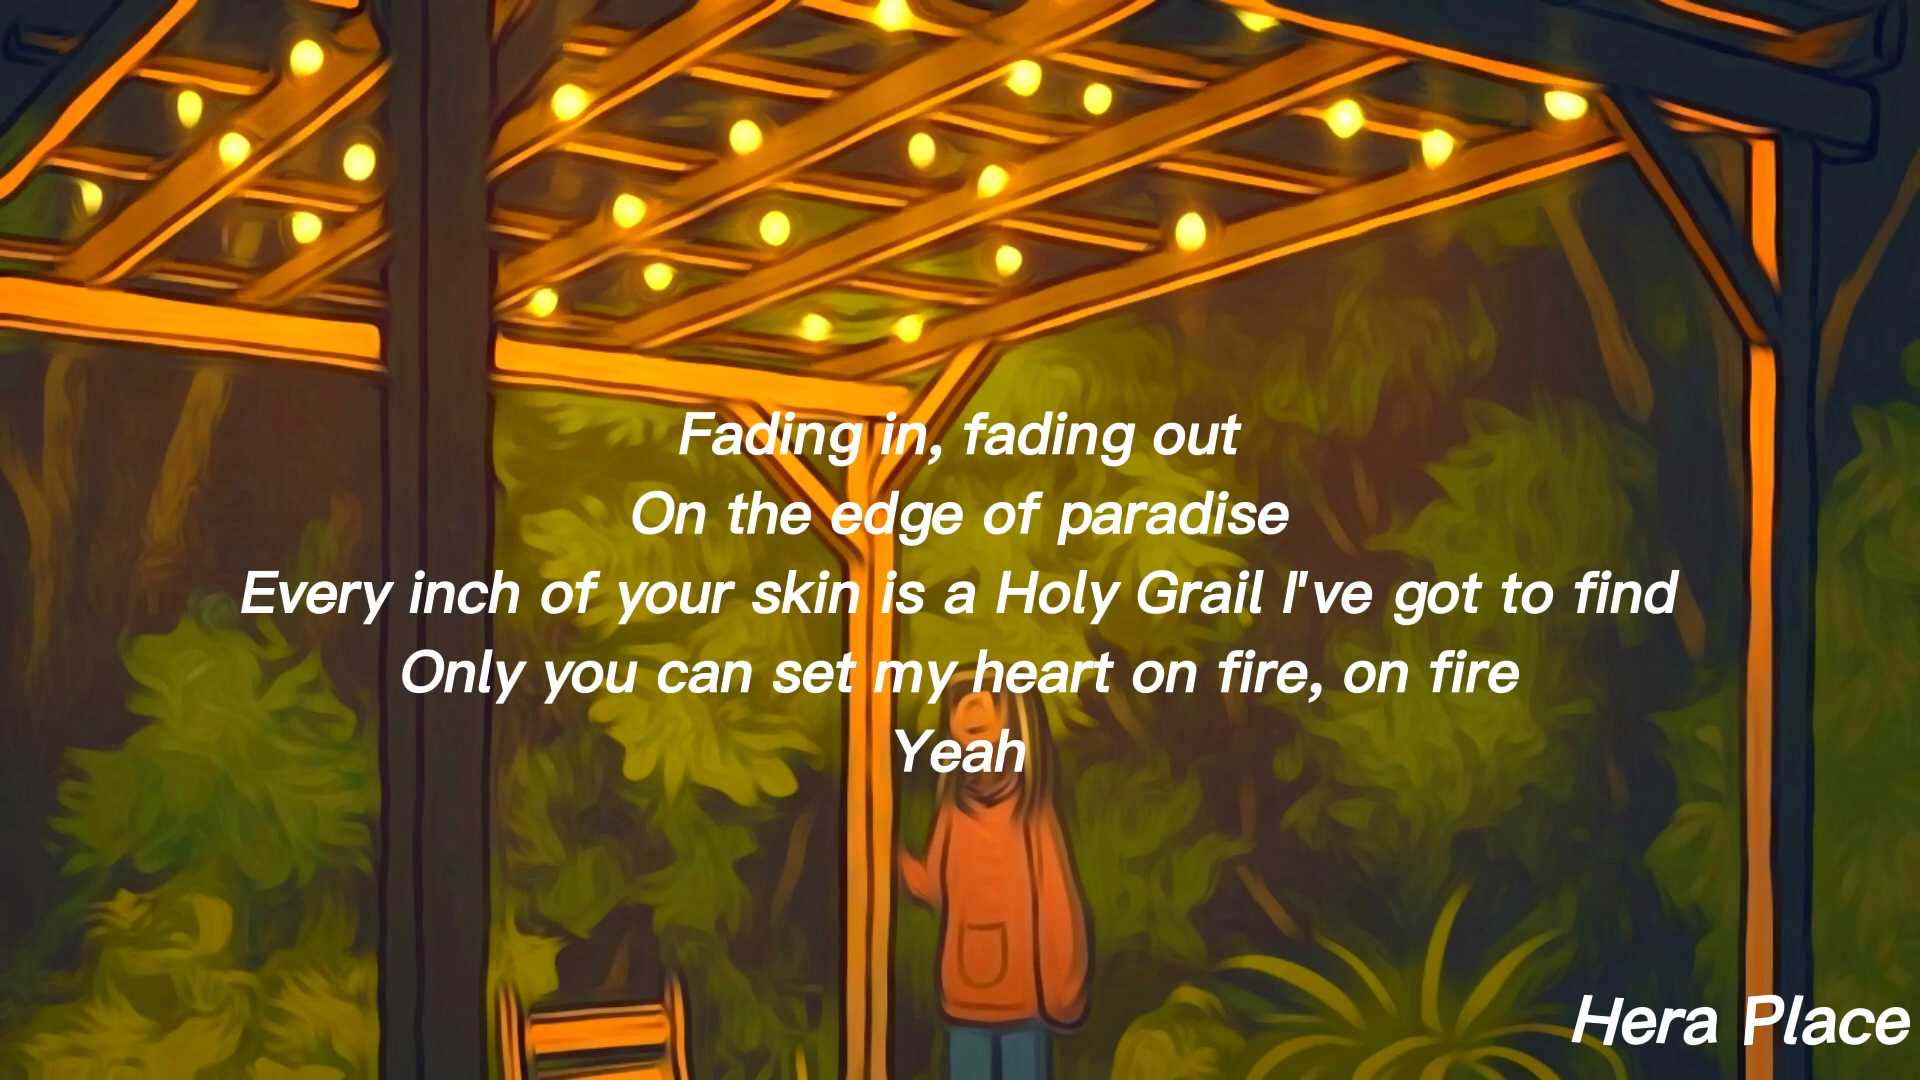 Fading in, fading out
On the edge of paradise
Every inch of your skin is a Holy Grail I've got to find
Only you can set my heart on fire, on fire
Yeah
Hera Place